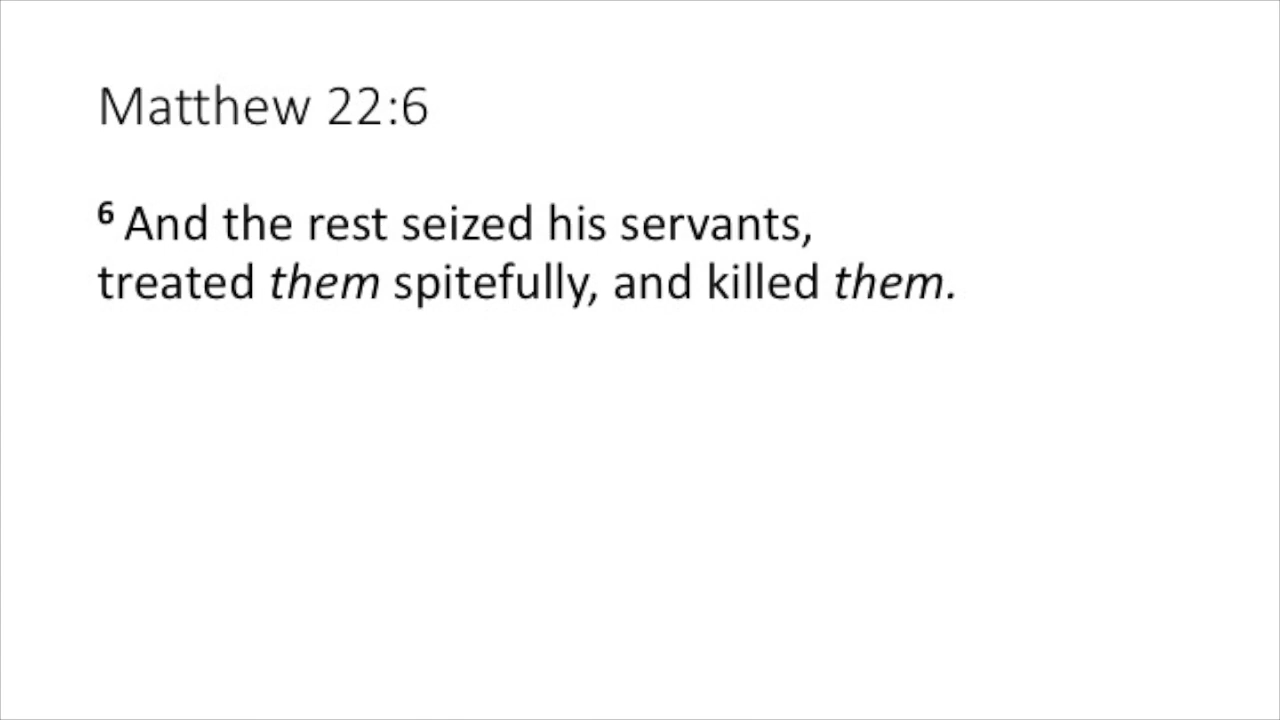 Matthew 22:6
6 And the rest seized his servants,
treated them spitefully, and killed them.